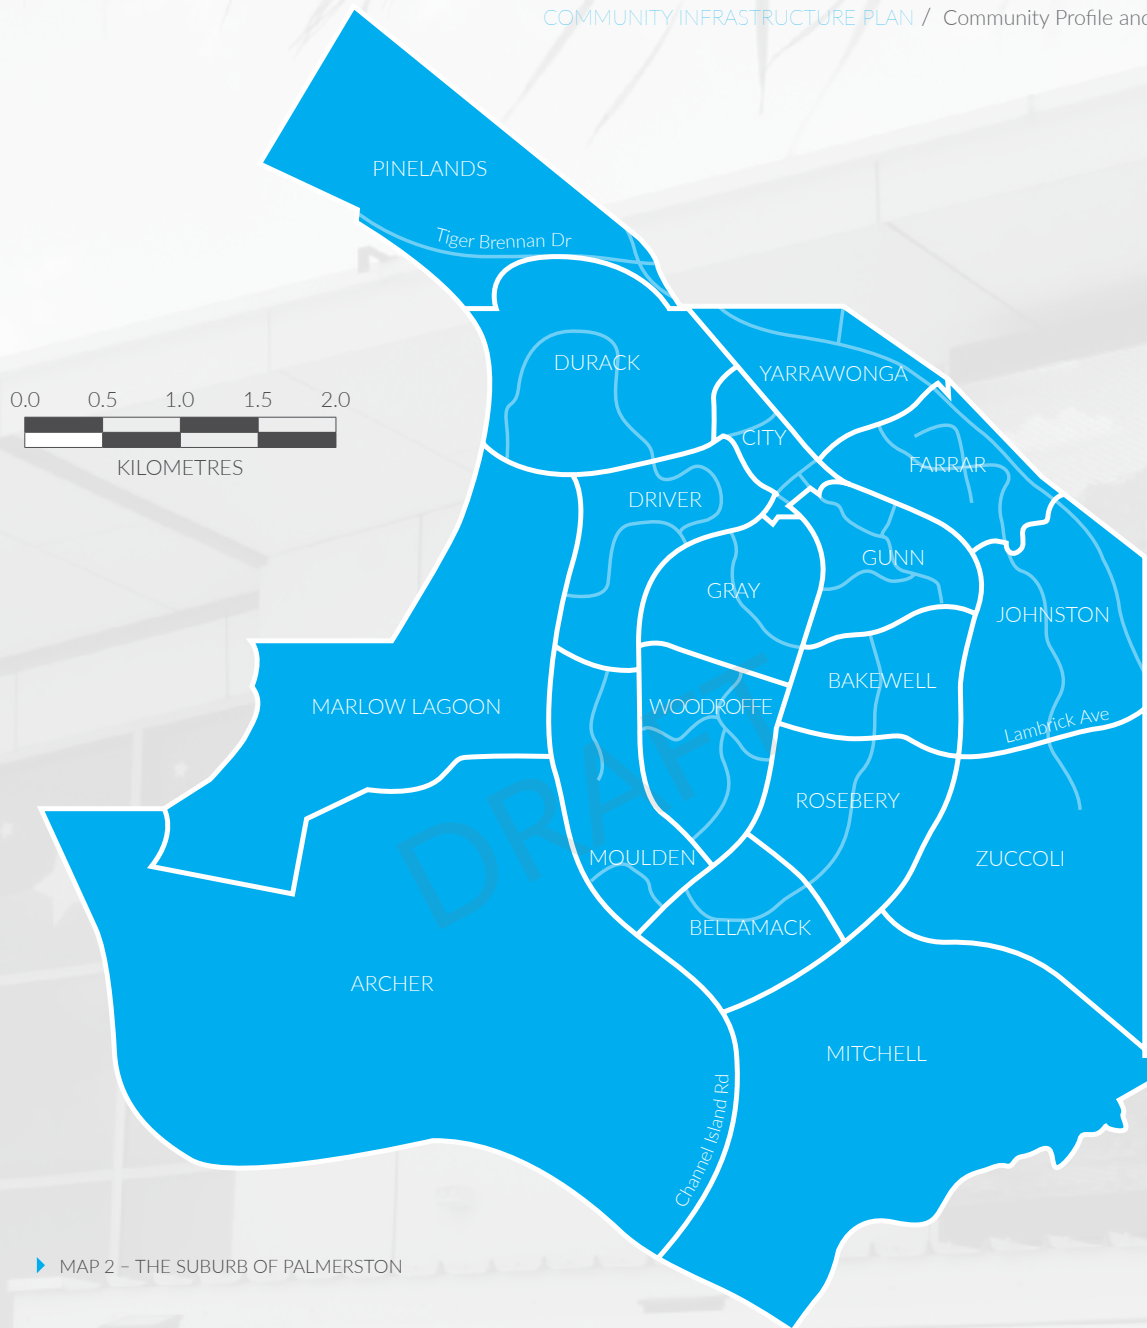 COMMUNITY INFRASTRUCTURE PLAN / Community Profile and
PINELANDS
Tiger Brennan Dr
DURACK
YARRAWONGA
0.0 0.5 1.0 1.5 2.0
KILOMETRES
CITY
FARRAR
DRIVER
GUNN
GRAY
JOHNSTON
BAKEWELL
MARLOW LAGOON
WOODROFFE
Lambrick Ave
ROSEBERY
DRAFT
MOULDEN
ZUCCOLI
BELLAMACK
ARCHER
MITCHELL
Channel Island Rd
MAP 2 – THE SUBURB OF PALMERSTON